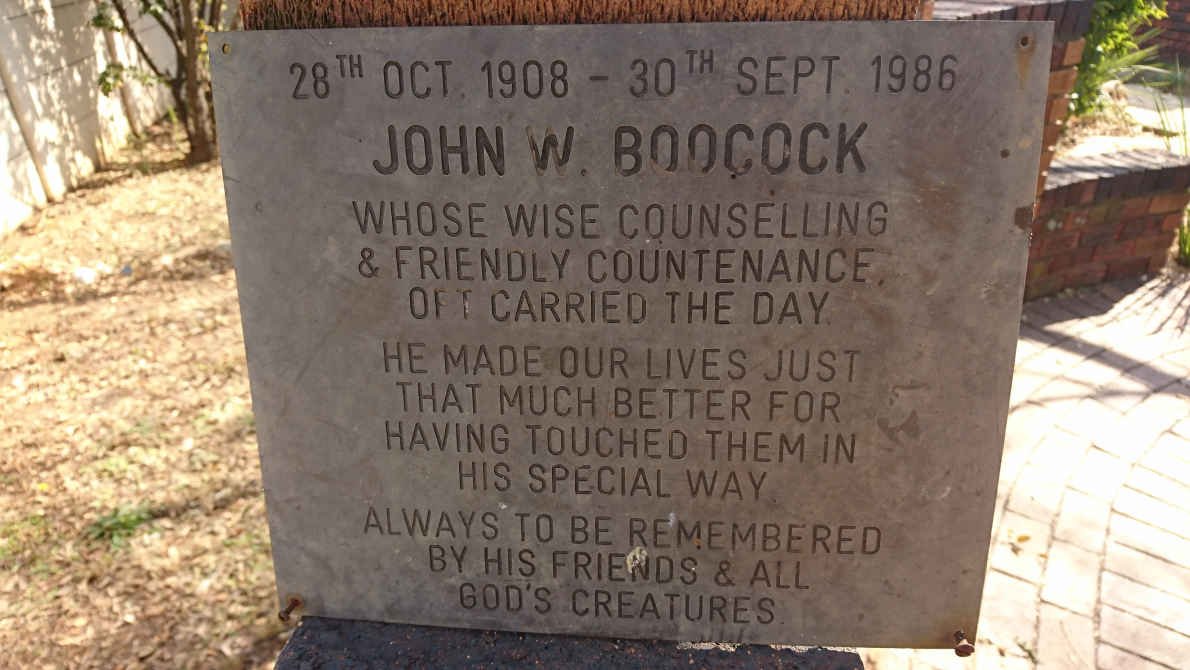 28TH OCT. 1908 – 30TH SEPT. 1986
JOHN W. BOOCOCK
WHOSE WISE COUNSELLING
& FRIENDLY COUNTENANCE
OFT CARRIED THE DAY.
HE MADE OUR LIVES JUST
THAT MUCH BETTER FOR
HAVING TOUCHED THEM IN
HIS SPECIAL WAY.
ALWAYS TO BE REMEMBERED
BY HIS FRIENDS & ALL
GOD'S CREATURES.